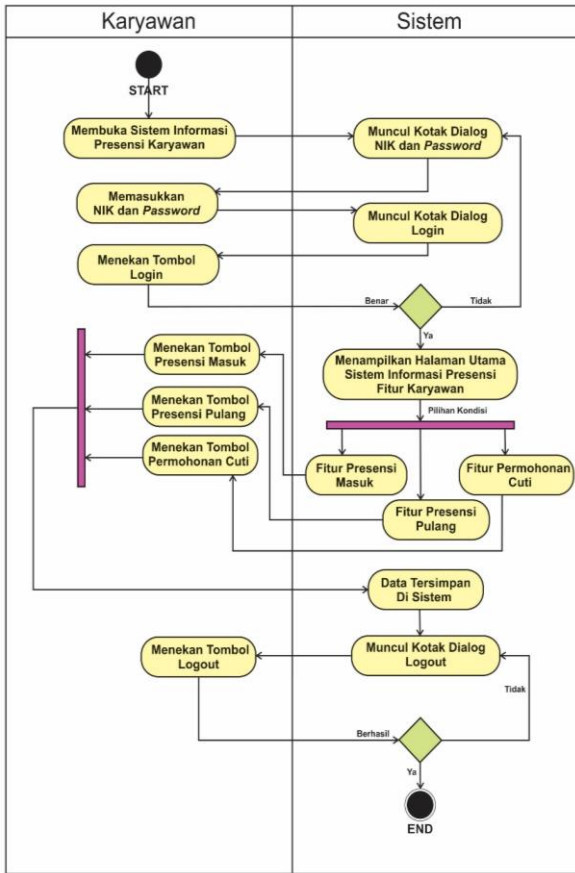 Karyawan
Sistem
START
Membuka Sistem Informasi
Presensi Karyawan
Muncul Kotak Dialog
NIK dan Password
Memasukkan
NIK dan Password
Muncul Kotak Dialog
Login
Menekan Tombol
Login
Benar
Tidak
Ya
Menekan Tombol
Presensi Masuk
Menampilkan Halaman Utama
Sistem Informasi Presensi
Fitur Karyawan
Menekan Tombol
Presensi Pulang
Pilihan Kondisi
Menekan Tombol
Permohonan Cuti
Fitur Presensi
Masuk
Fitur Permohonan
Cuti
Fitur Presensi
Pulang
Data Tersimpan
Di Sistem
Menekan Tombol
Logout
Muncul Kotak Dialog
Logout
Tidak
Berhasil
Ya
END